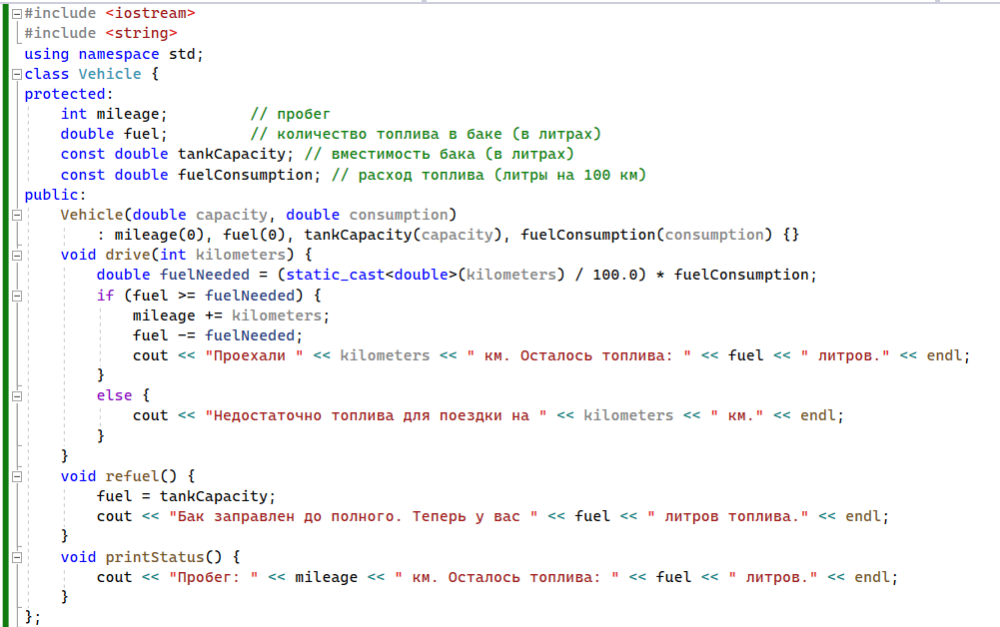 #include <iostream>
#include <string>
using namespace std;
class Vehicle {
protected:
    int mileage;         // пробег
    double fuel;         // количество топлива в баке (в литрах)
    const double tankCapacity; // вместимость бака (в литрах)
    const double fuelConsumption; // расход топлива (литры на 100 км)
public:
    Vehicle(double capacity, double consumption)
        : mileage(0), fuel(0), tankCapacity(capacity), fuelConsumption(consumption) {}
    void drive(int kilometers) {
        double fuelNeeded = (static_cast<double>(kilometers) / 100.0) * fuelConsumption;
        if (fuel >= fuelNeeded) {
            mileage += kilometers;
            fuel -= fuelNeeded;
            cout << "Проехали " << kilometers << " км. Осталось топлива: " << fuel << " литров." << endl;
        }
        else {
            cout << "Недостаточно топлива для поездки на " << kilometers << " км." << endl;
        }
    }
    void refuel() {
        fuel = tankCapacity;
        cout << "Бак заправлен до полного. Теперь у вас " << fuel << " литров топлива." << endl;
    }
    void printStatus() {
        cout << "Пробег: " << mileage << " км. Осталось топлива: " << fuel << " литров." << endl;
    }
};